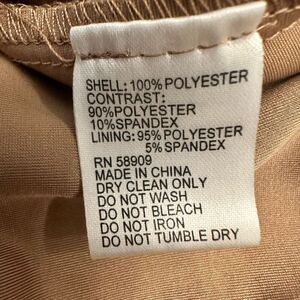 SHELL: 100% POLYESTER
CONTRAST:
90%POLYESTER
10%SPANDEX
LINING: 95% POLYESTER
5% SPANDEX
RN 58909
MADE IN CHINA
DRY CLEAN ONLY
DO NOT WASH
DO NOT BLEACH
DO NOT IRON
DO NOT TUMBLE DRY